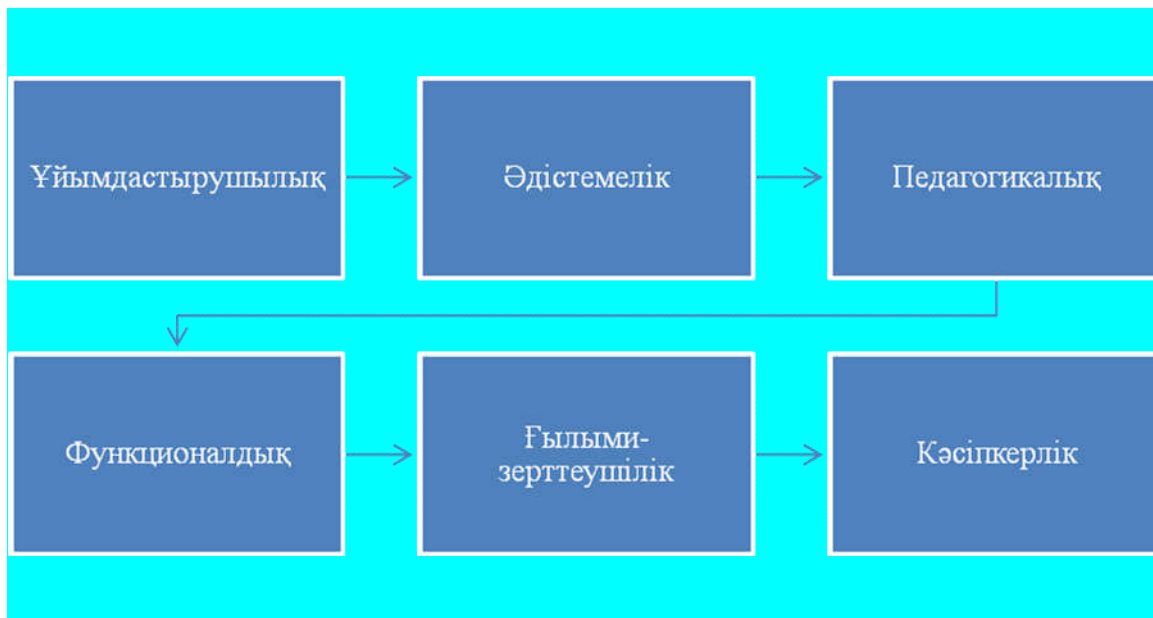 Ұйымдастырушылық
Әдістемелік
Педагогикалық
Функционалдық
Ғылыми-
зерттеушілік
Кәсіпкерлік